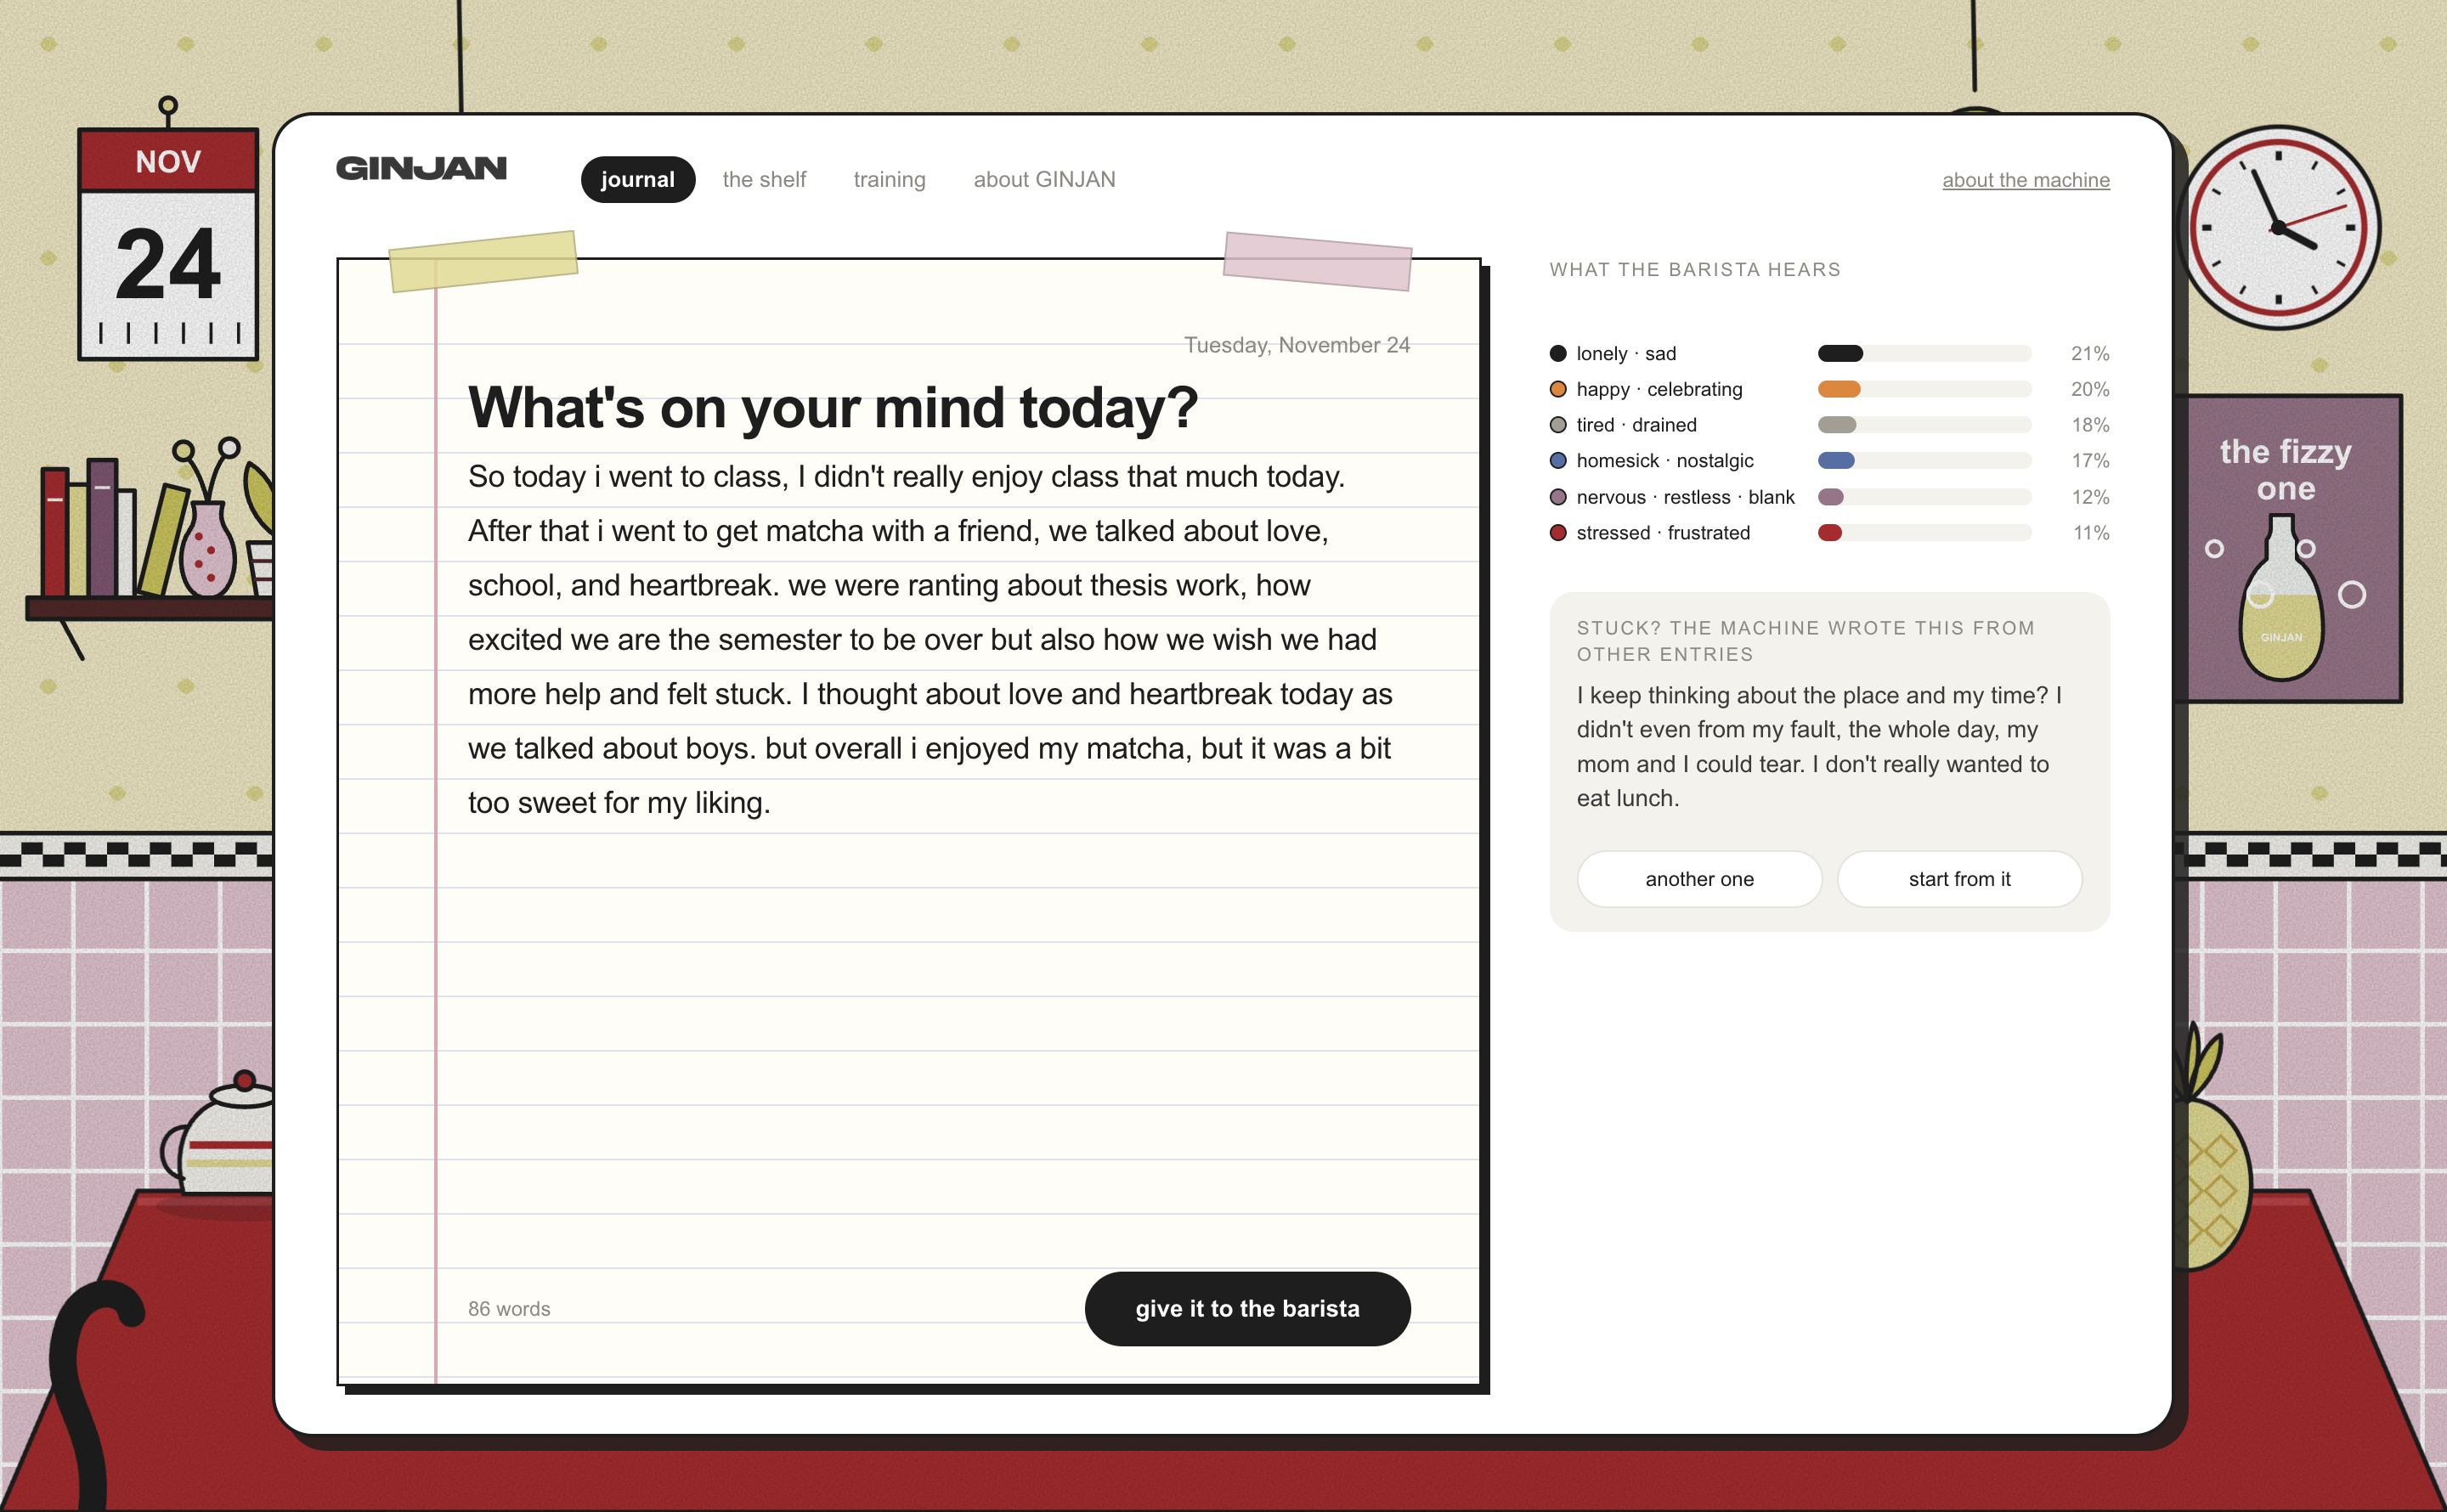 NOV
24
GINJAN
journal
the shelf
training
about GINJAN
about the machine
Tuesday, November 24
What's on your mind today?
So today i went to class, I didn't really enjoy class that much today.
After that i went to get matcha with a friend, we talked about love,
school, and heartbreak. we were ranting about thesis work, how
excited we are the semester to be over but also how we wish we had
more help and felt stuck. I thought about love and heartbreak today as
we talked about boys. but overall i enjoyed my matcha, but it was a bit
too sweet for my liking.
86 words
give it to the barista
WHAT THE BARISTA HEARS
lonely · sad 21%
happy · celebrating 20%
tired · drained 18%
homesick · nostalgic 17%
nervous · restless · blank 12%
stressed · frustrated 11%
STUCK? THE MACHINE WROTE THIS FROM
OTHER ENTRIES
I keep thinking about the place and my time? I
didn't even from my fault, the whole day, my
mom and I could tear. I don't really wanted to
eat lunch.
another one
start from it
the fizzy
one
GINJAN